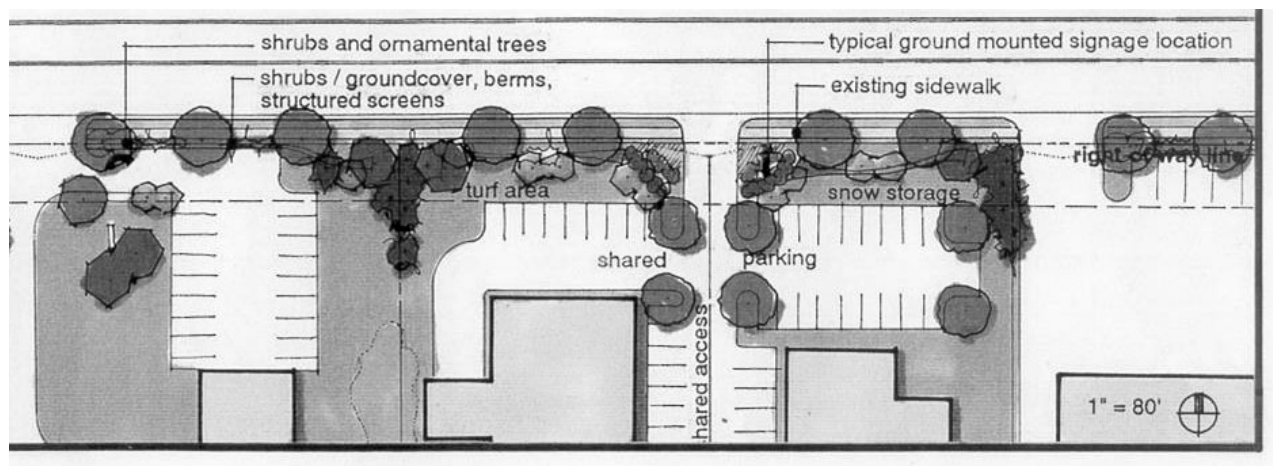 shrubs and ornamental trees
shrubs / groundcover, berms,
structured screens
typical ground mounted signage location
existing sidewalk
right-of-way line
turf area
snow storage
shared
parking
shared access
1" = 80'